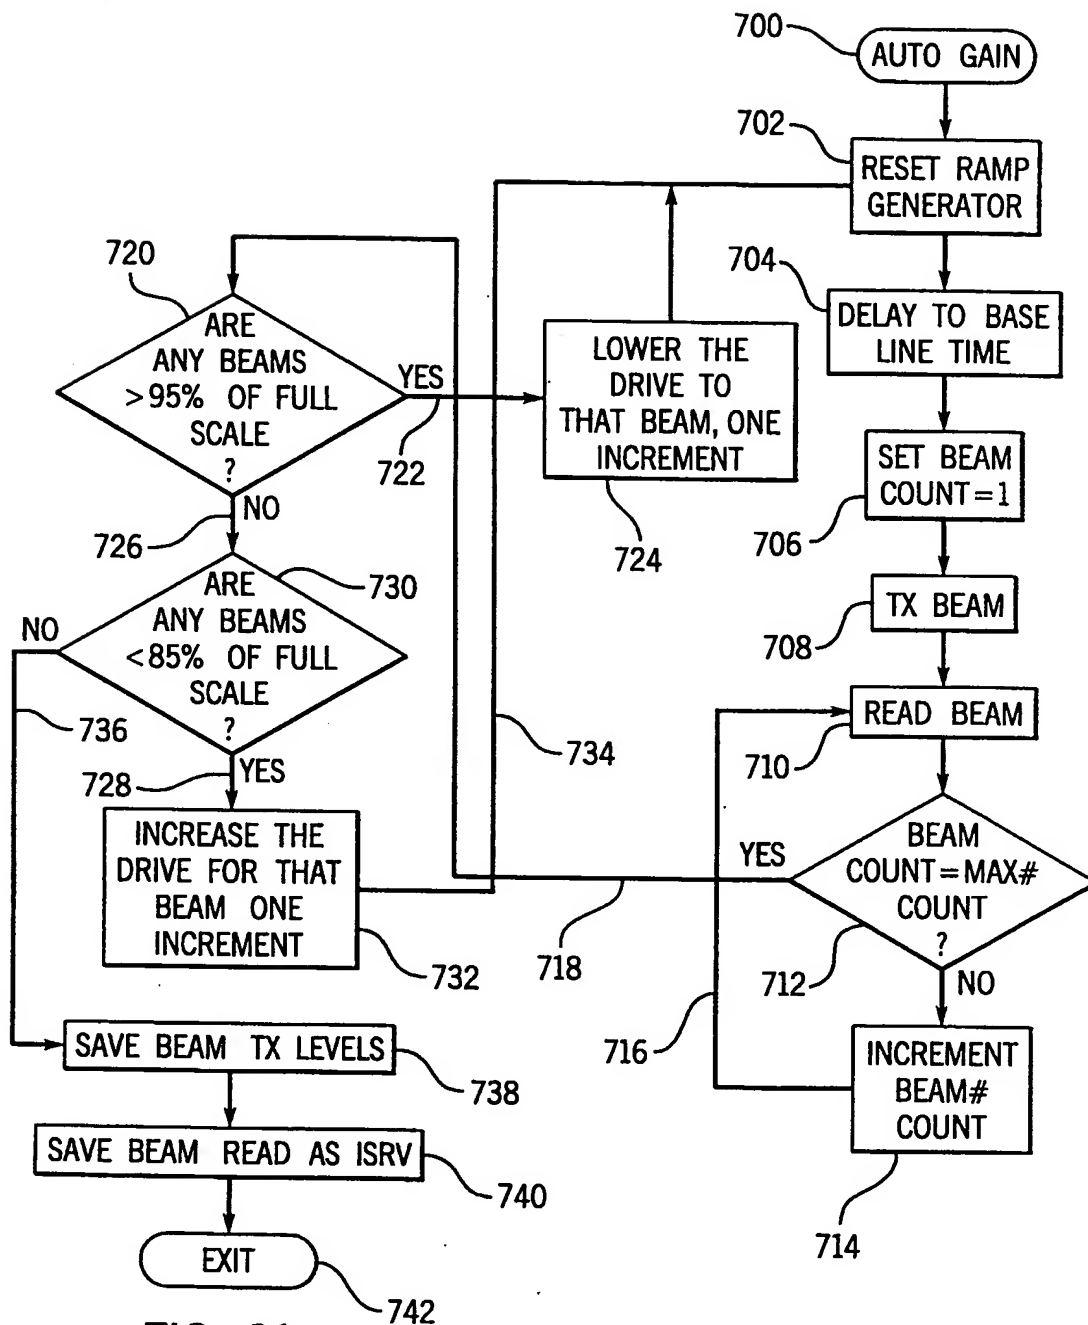 700
AUTO GAIN
702
RESET RAMP
GENERATOR
704
DELAY TO BASE
LINE TIME
SET BEAM
COUNT=1
706
TX BEAM
708
READ BEAM
710
BEAM
COUNT=MAX#
COUNT
?
YES
712
NO
INCREMENT
BEAM#
COUNT
714
716
718
720
ARE
ANY BEAMS
>95% OF FULL
SCALE
?
YES
722
LOWER THE
DRIVE TO
THAT BEAM, ONE
INCREMENT
724
NO
726
ARE
ANY BEAMS
<85% OF FULL
SCALE
?
730
NO
736
728
YES
INCREASE THE
DRIVE FOR THAT
BEAM ONE
INCREMENT
732
734
SAVE BEAM TX LEVELS
738
SAVE BEAM READ AS ISRV
740
EXIT
742